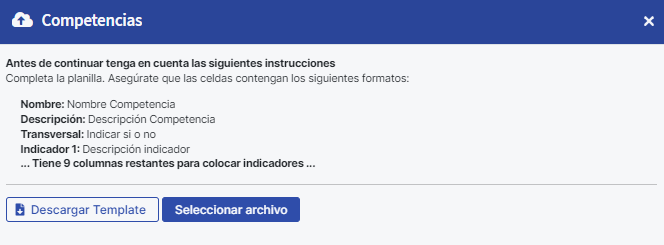 Competencias
Antes de continuar tenga en cuenta las siguientes instrucciones
Completa la planilla. Asegúrate que las celdas contengan los siguientes formatos:
Nombre: Nombre Competencia
Descripción: Descripción Competencia
Transversal: Indicar si o no
Indicador 1: Descripción indicador
... Tiene 9 columnas restantes para colocar indicadores ...
Descargar Template
Seleccionar archivo